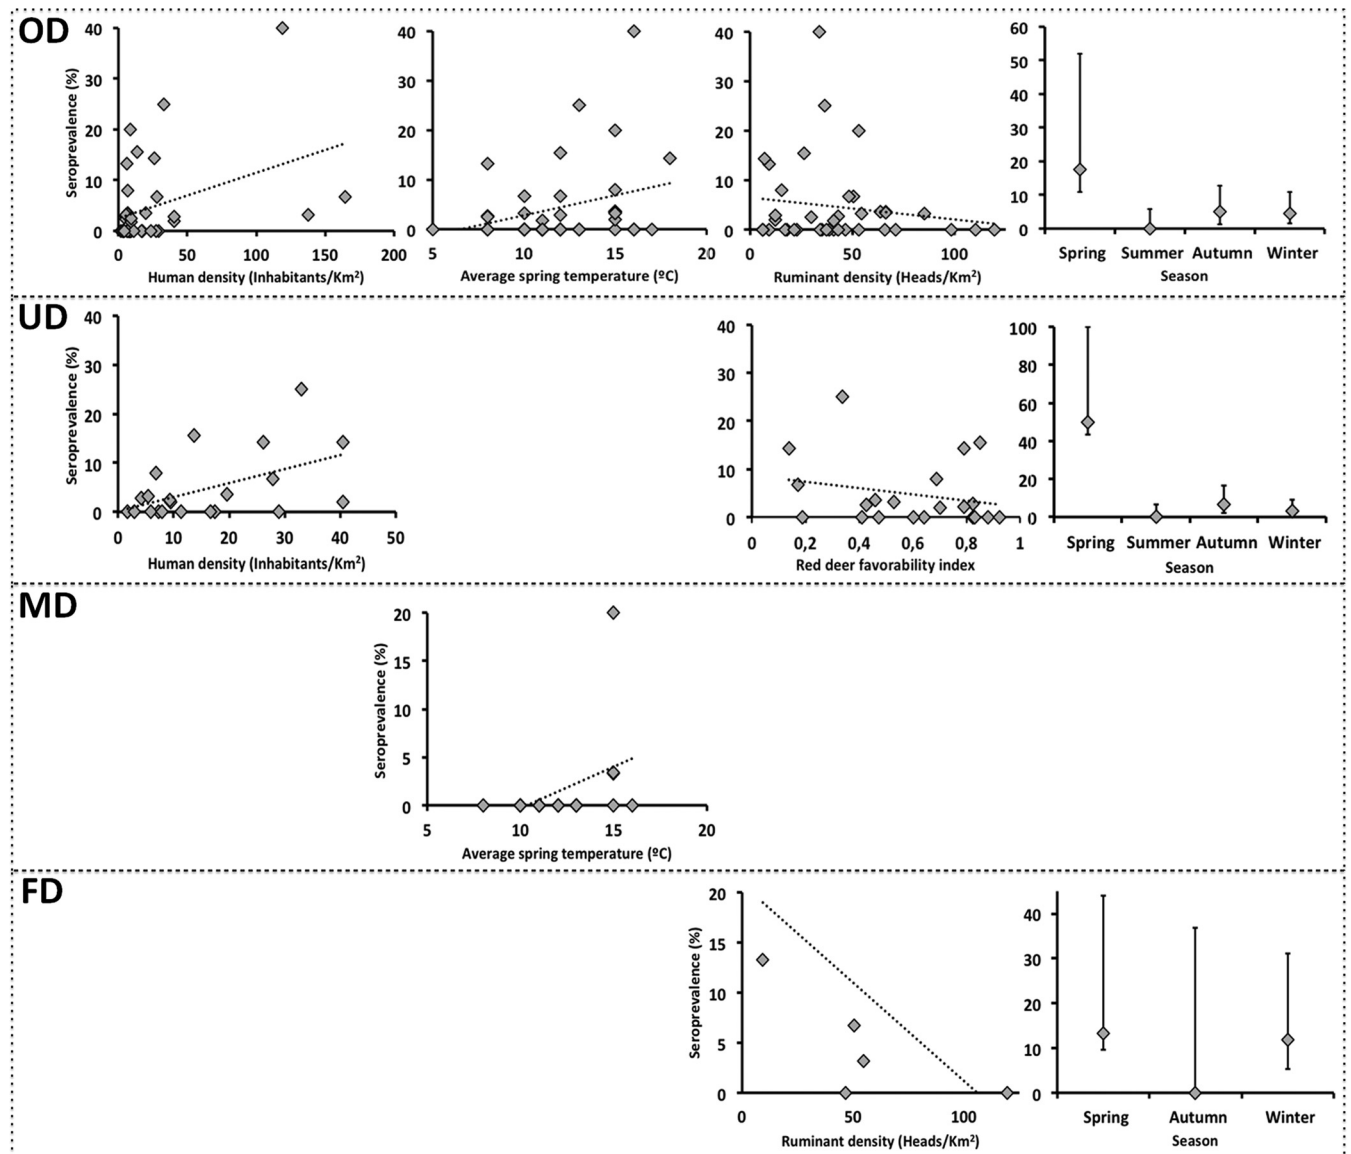 OD
Seroprevalence (%)
40
30
20
10
0
0 50 100 150 200
Human density (Inhabitants/Km²)
40
30
20
10
0
5 10 15 20
Average spring temperature (ºC)
40
30
20
10
0
0 50 100
Ruminant density (Heads/Km²)
60
50
40
30
20
10
0
Spring Summer Autumn Winter
Season
UD
Seroprevalence (%)
40
30
20
10
0
0 10 20 30 40 50
Human density (Inhabitants/Km²)
40
30
20
10
0
0 0,2 0,4 0,6 0,8 1
Red deer favorability index
100
80
60
40
20
0
Spring Summer Autumn Winter
Season
MD
Seroprevalence (%)
20
15
10
5
0
5 10 15 20
Average spring temperature (ºC)
FD
Seroprevalence (%)
20
15
10
5
0
0 50 100
Ruminant density (Heads/Km²)
40
30
20
10
0
Spring Autumn Winter
Season